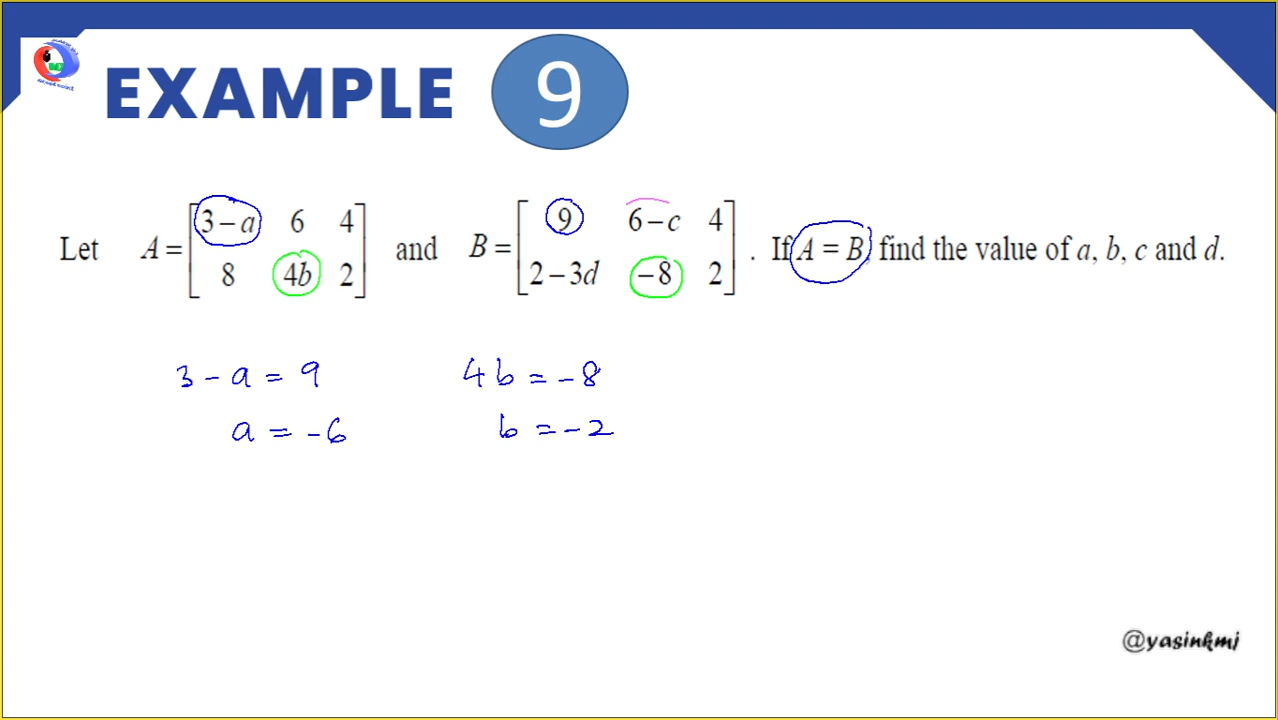 EXAMPLE 9
Let A = [3 − a 6 4] and B = [9 6 − c 4]. If A = B, find the value of a, b, c and d.
[8 4b 2] [2 − 3d −8 2]
3 - a = 9 4b = -8
a = -6 b = -2
@yasinkmj